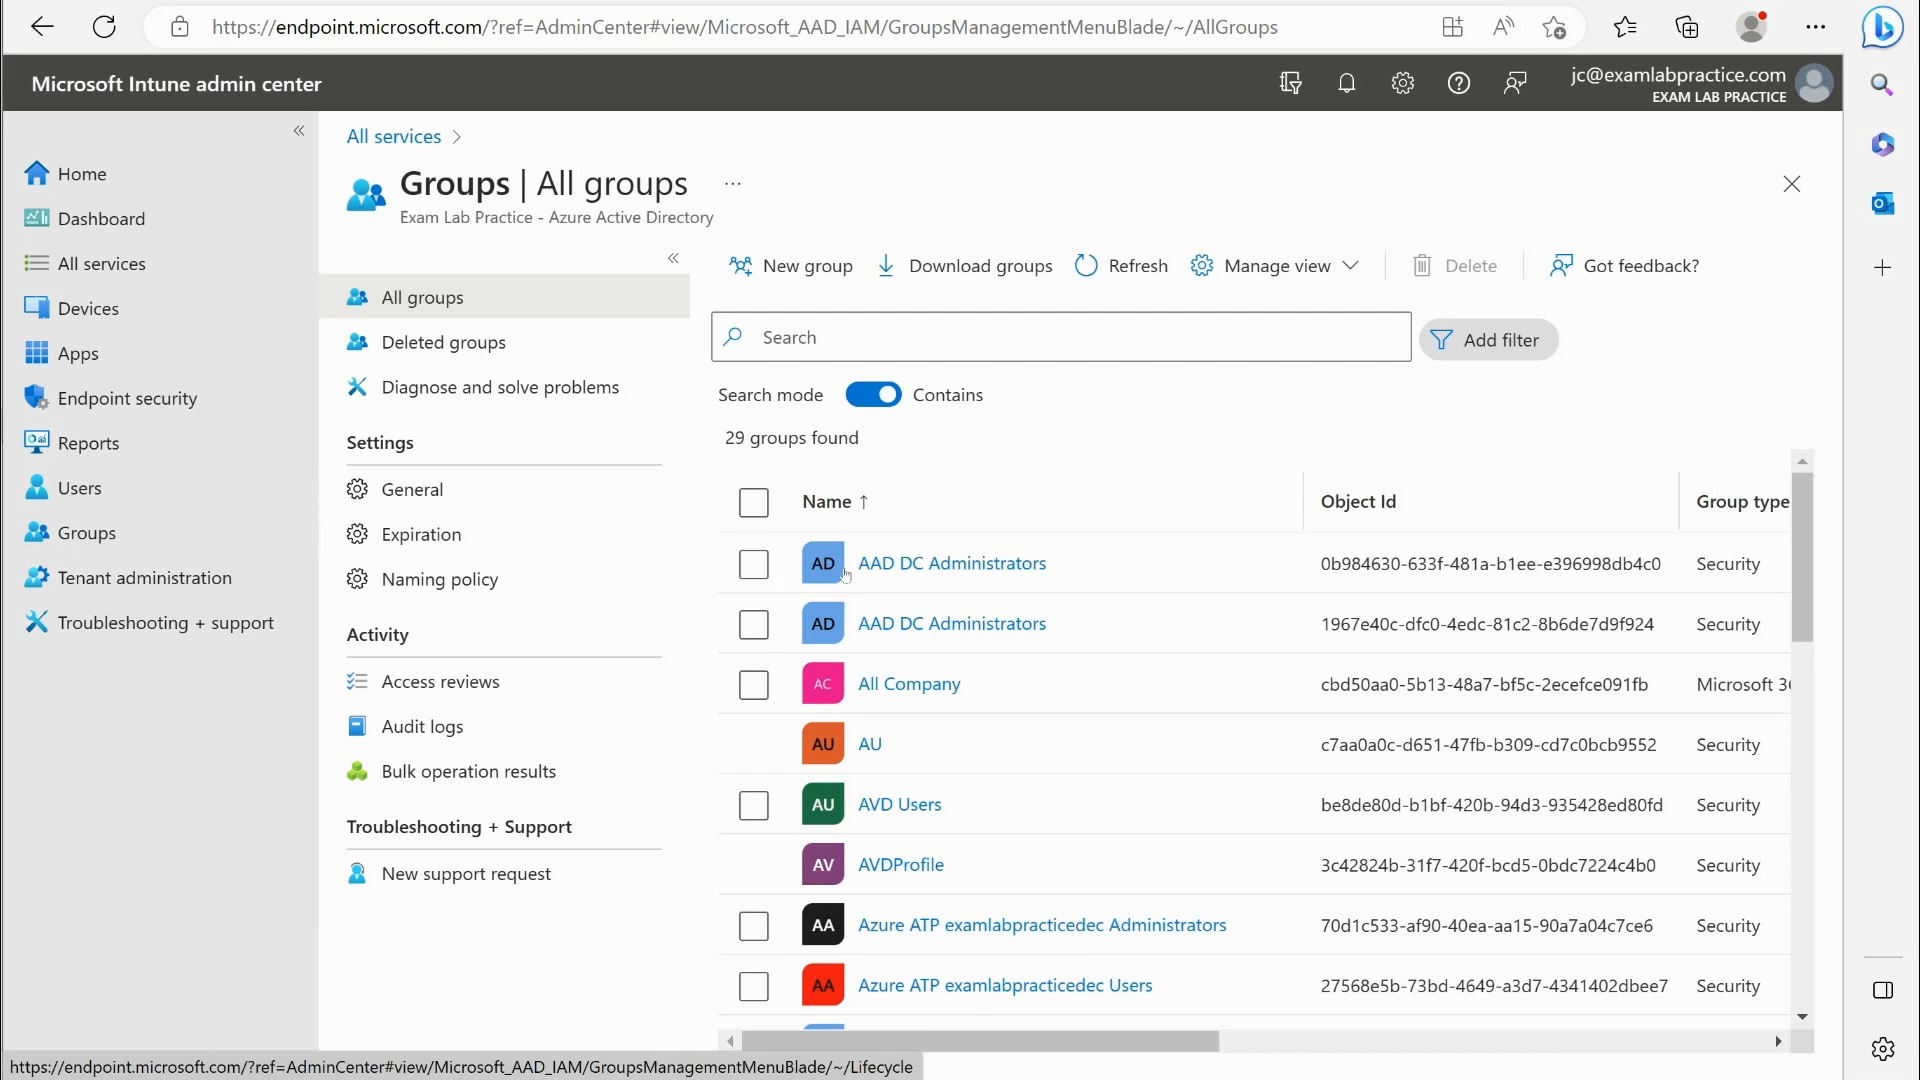 https://endpoint.microsoft.com/?ref=AdminCenter#view/Microsoft_AAD_IAM/GroupsManagementMenuBlade/~/AllGroups
Microsoft Intune admin center
jc@examlabpractice.com
EXAM LAB PRACTICE
Home
Dashboard
All services
Devices
Apps
Endpoint security
Reports
Users
Groups
Tenant administration
Troubleshooting + support
All services
Groups | All groups
Exam Lab Practice - Azure Active Directory
All groups
Deleted groups
Diagnose and solve problems
Settings
General
Expiration
Naming policy
Activity
Access reviews
Audit logs
Bulk operation results
Troubleshooting + Support
New support request
New group Download groups Refresh Manage view Delete Got feedback?
Search
Add filter
Search mode Contains
29 groups found
Name ↑ Object Id Group type
AD AAD DC Administrators 0b984630-633f-481a-b1ee-e396998db4c0 Security
AD AAD DC Administrators 1967e40c-dfc0-4edc-81c2-8b6de7d9f924 Security
AC All Company cbd50aa0-5b13-48a7-bf5c-2ecefce091fb Microsoft 3
AU AU c7aa0a0c-d651-47fb-b309-cd7c0bcb9552 Security
AU AVD Users be8de80d-b1bf-420b-94d3-935428ed80fd Security
AV AVDProfile 3c42824b-31f7-420f-bcd5-0bdc7224c4b0 Security
AA Azure ATP examlabpracticedec Administrators 70d1c533-af90-40ea-aa15-90a7a04c7ce6 Security
AA Azure ATP examlabpracticedec Users 27568e5b-73bd-4649-a3d7-4341402dbee7 Security
https://endpoint.microsoft.com/?ref=AdminCenter#view/Microsoft_AAD_IAM/GroupsManagementMenuBlade/~/Lifecycle